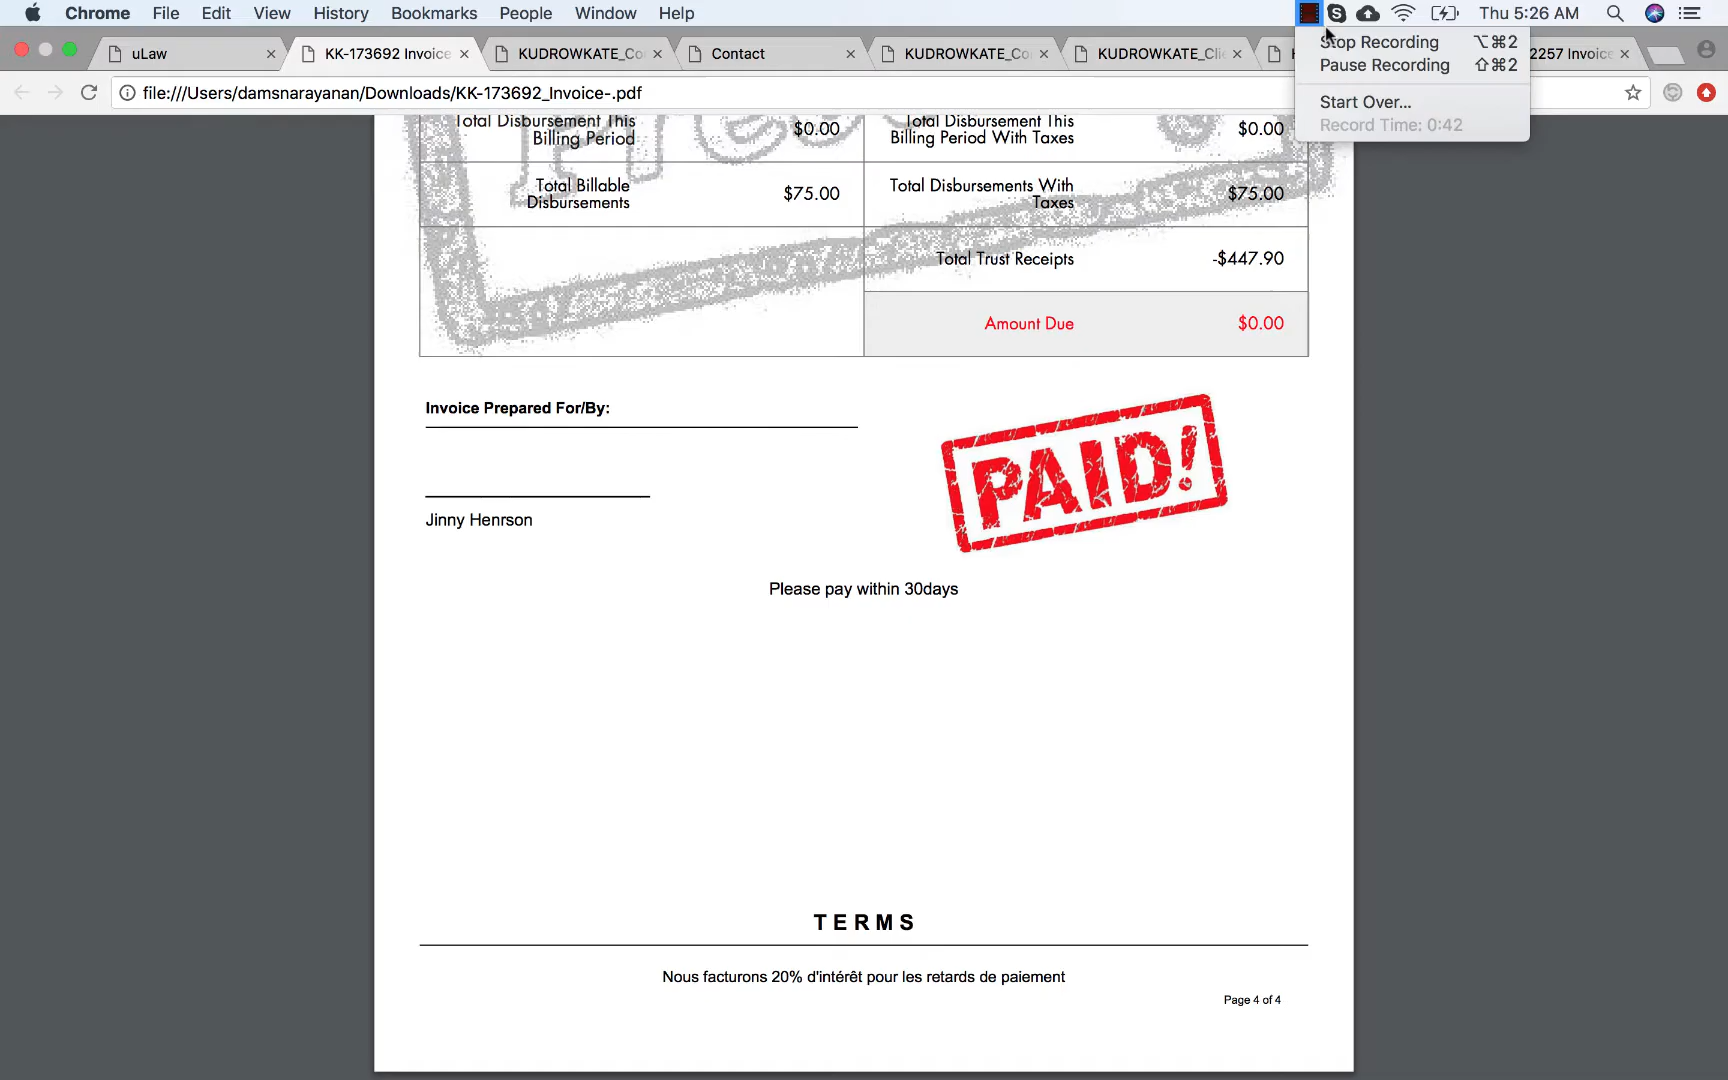 Chrome File Edit View History Bookmarks People Window Help
Thu 5:26 AM
Stop Recording ⌥⌘2
Pause Recording ⇧⌘2
Start Over...
Record Time: 0:42
uLaw
KK-173692 Invoice
KUDROWKATE_Co
Contact
KUDROWKATE_Co
KUDROWKATE_Clie
2257 Invoice
file:///Users/damsnarayanan/Downloads/KK-173692_Invoice-.pdf
Total Disbursement This
Billing Period
$0.00
Total Disbursement This
Billing Period With Taxes
$0.00
Total Billable
Disbursements
$75.00
Total Disbursements With
Taxes
$75.00
Total Trust Receipts
-$447.90
Amount Due
$0.00
Invoice Prepared For/By:
PAID!
Jinny Henrson
Please pay within 30days
TERMS
Nous facturons 20% d'intérêt pour les retards de paiement
Page 4 of 4